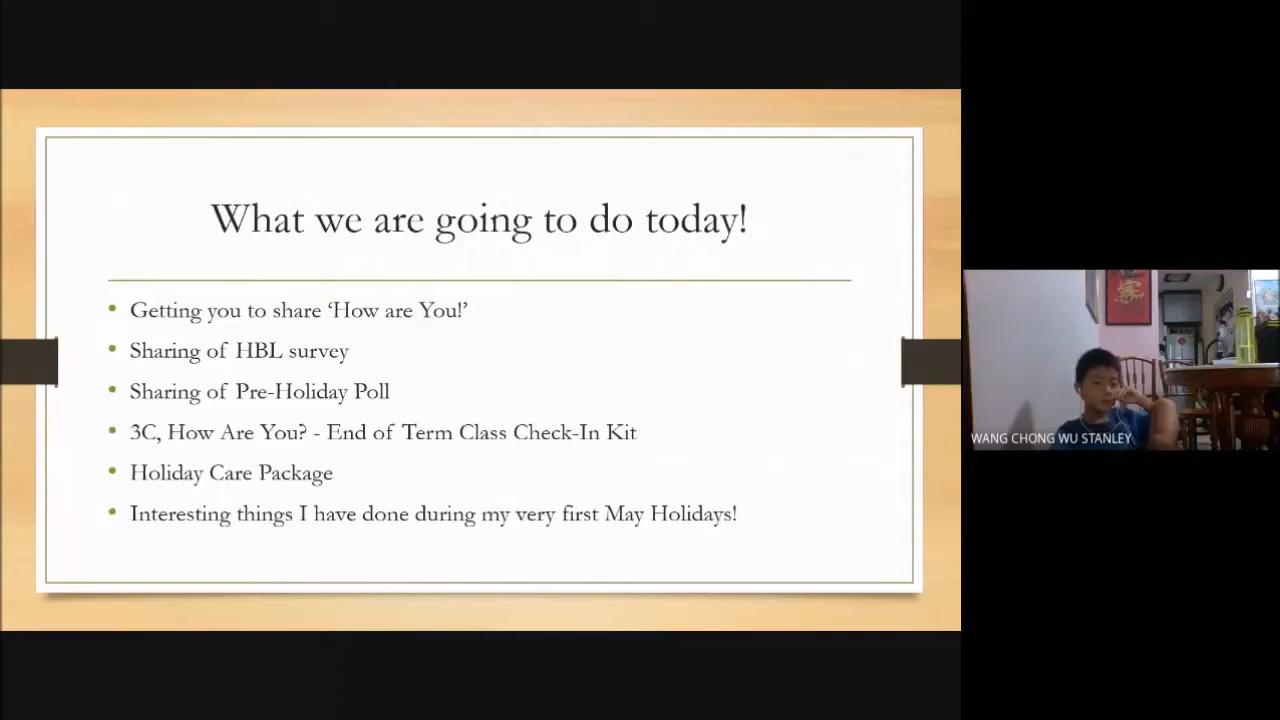 What we are going to do today!
Getting you to share ‘How are You!’
Sharing of HBL survey
Sharing of Pre-Holiday Poll
3C, How Are You? - End of Term Class Check-In Kit
Holiday Care Package
Interesting things I have done during my very first May Holidays!
家
WANG CHONG WU STANLEY